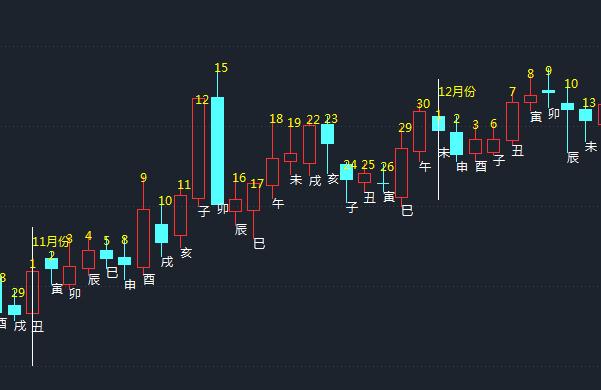 15
8
9
12月份
10
7
12
30
1
2
13
18
19
22
23
29
3
6
寅
卯
24
25
26
午
未
申
酉
子
丑
辰
未
9
11
16
17
未
戌
亥
寅
10
子
卯
午
子
丑
巳
11月份
3
4
5
8
辰
巳
戌
亥
1
2
8
29
寅
卯
辰
巳
申
酉
酉
戌
丑